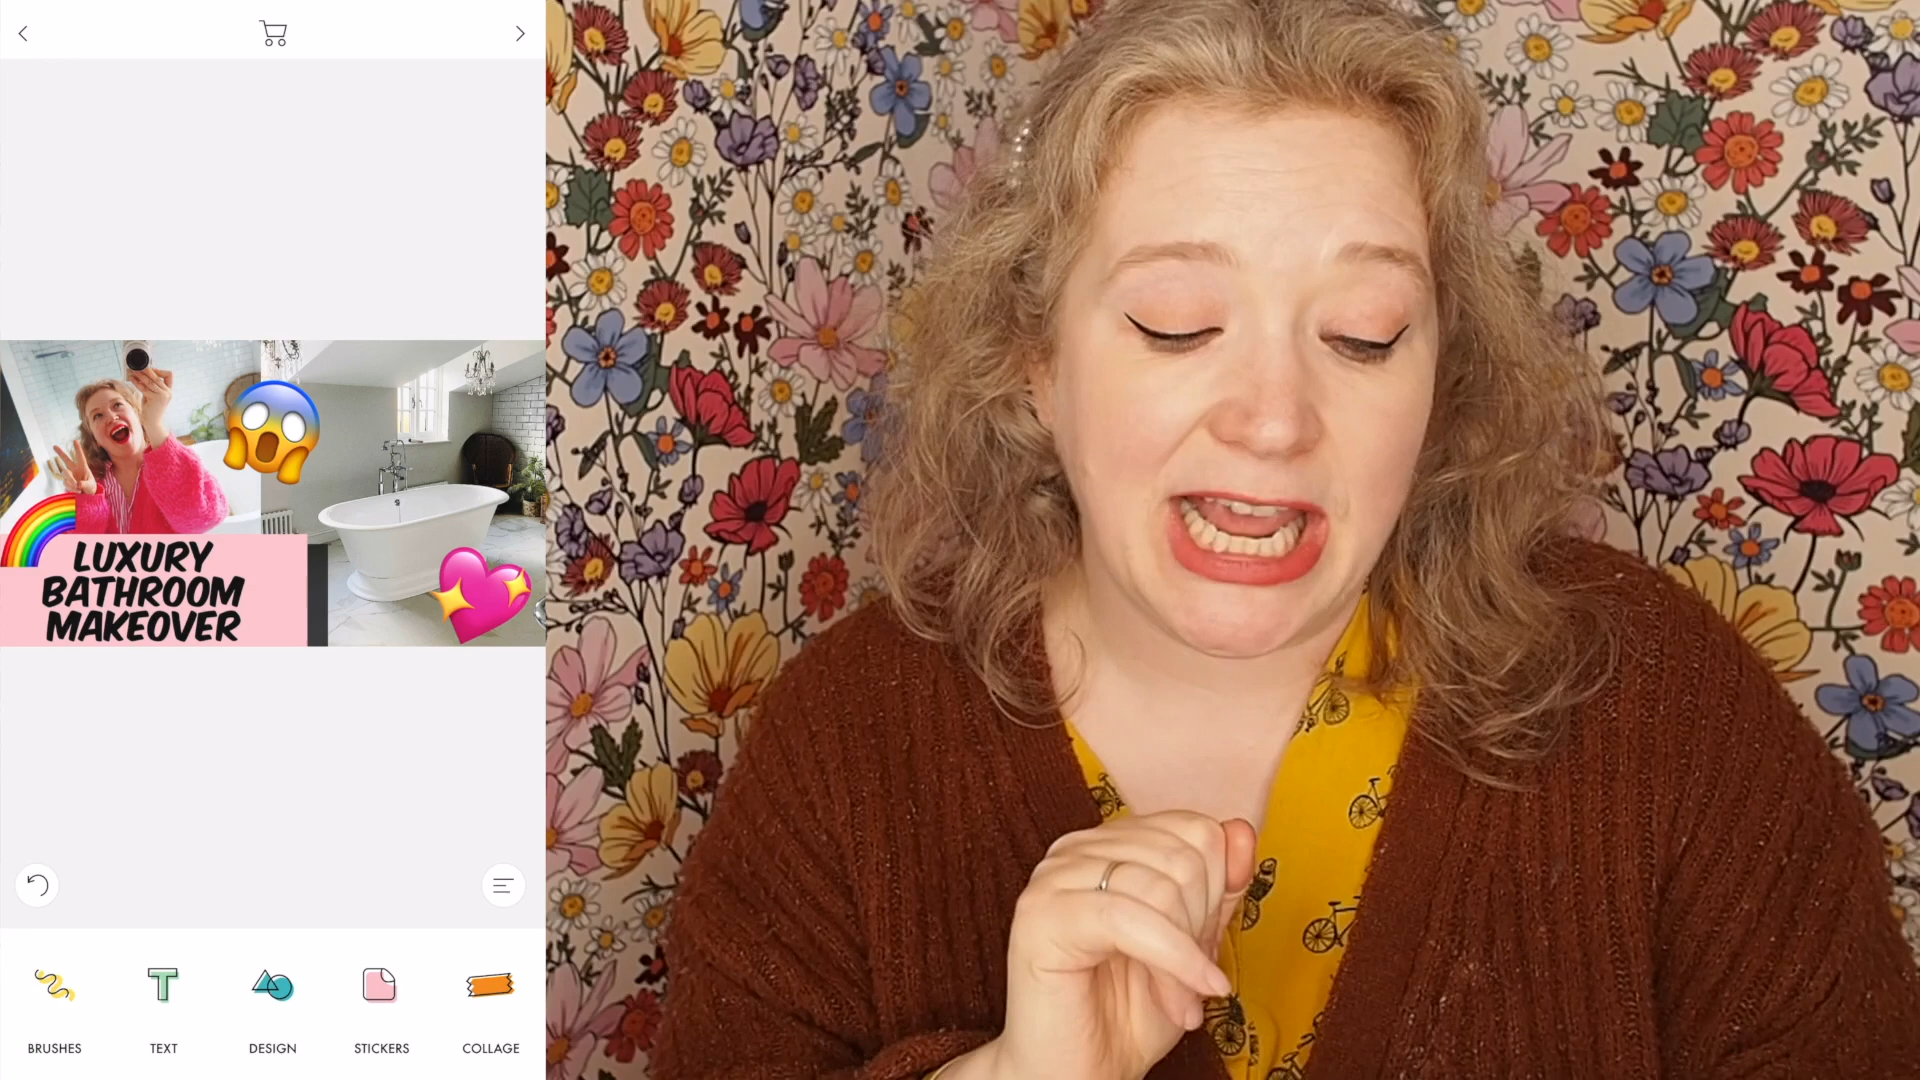 LUXURY
BATHROOM
MAKEOVER
BRUSHES
TEXT
DESIGN
STICKERS
COLLAGE